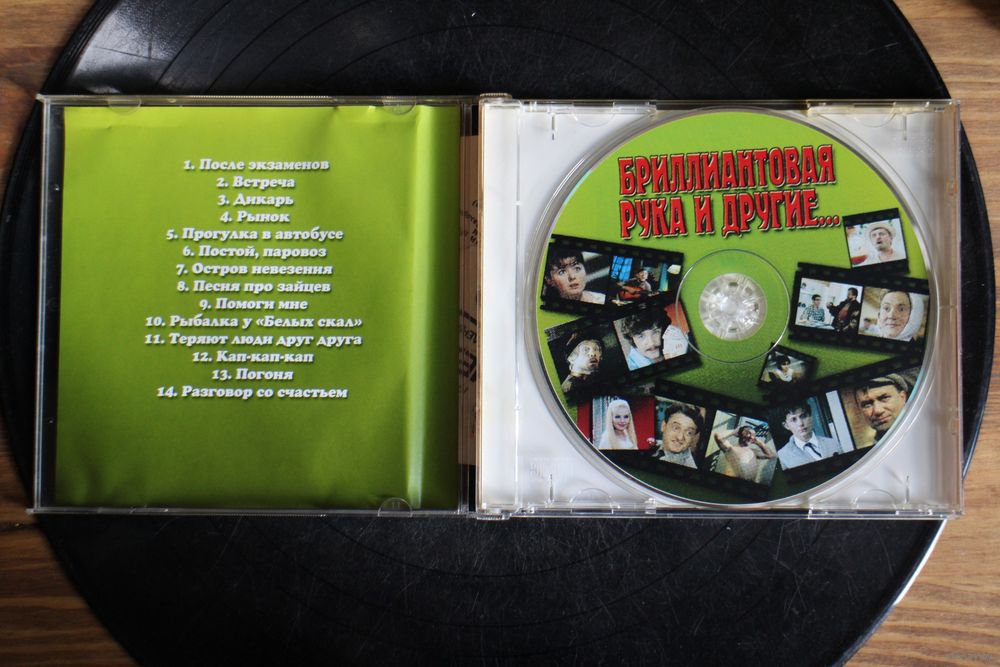 1. После экзаменов
2. Встреча
3. Дикарь
4. Рынок
5. Прогулка в автобусе
6. Постой, паровоз
7. Остров невезения
8. Песня про зайцев
9. Помоги мне
10. Рыбалка у «Белых скал»
11. Теряют люди друг друга
12. Кап-кап-кап
13. Погоня
14. Разговор со счастьем
БРИЛЛИАНТОВАЯ
РУКА И ДРУГИЕ...